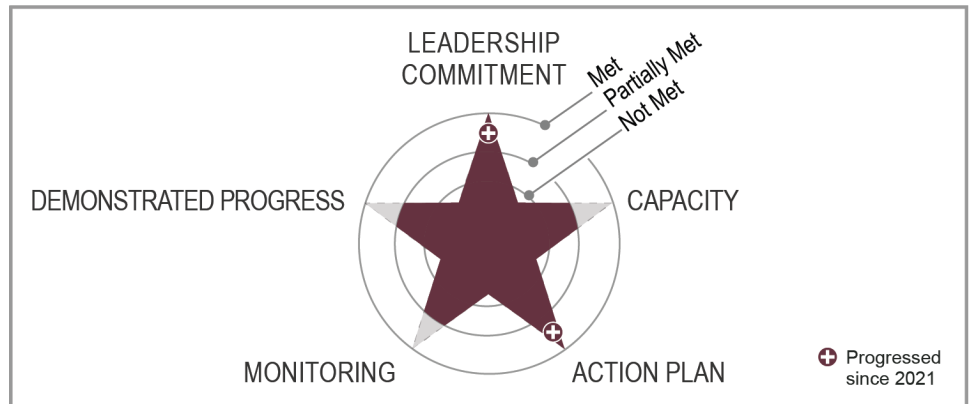 LEADERSHIP
COMMITMENT
Met
Partially Met
Not Met
DEMONSTRATED PROGRESS
CAPACITY
MONITORING
ACTION PLAN
Progressed
since 2021